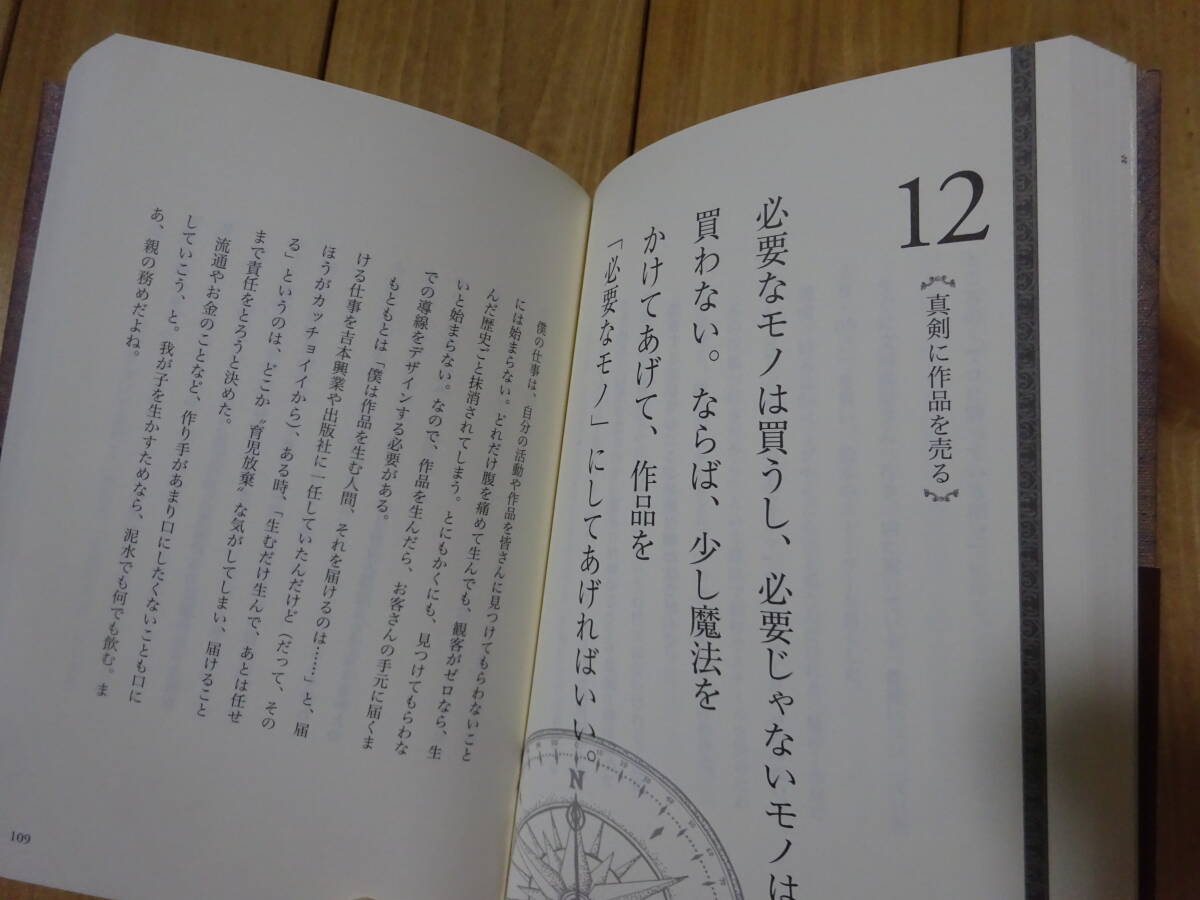 12
真剣に作品を売る
必要なモノは買うし、必要じゃないモノは
買わない。ならば、少し魔法を
かけてあげて、作品を
「必要なモノ」にしてあげればいい。
N
僕の仕事は、自分の活動や作品を皆さんに見つけてもらわないこと
には始まらない。どれだけ腹を痛めて生んでも、観客がゼロなら、生
んだ歴史ごと抹消されてしまう。とにもかくにも、見つけてもらわな
いと始まらない。なので、作品を生んだら、お客さんの手元に届くま
での導線をデザインする必要がある。
もともとは「僕は作品を生む人間、それを届けるのは……」と、届
ける仕事を吉本興業や出版社に一任していたんだけど（だって、その
ほうがカッチョイイから）、ある時、「生むだけ生んで、あとは任せ
る」というのは、どこか〝育児放棄〟な気がしてしまい、届けること
まで責任をとろうと決めた。
流通やお金のことなど、作り手があまり口にしたくないことも口に
していこう、と。我が子を生かすためなら、泥水でも何でも飲む。ま
あ、親の務めだよね。
109